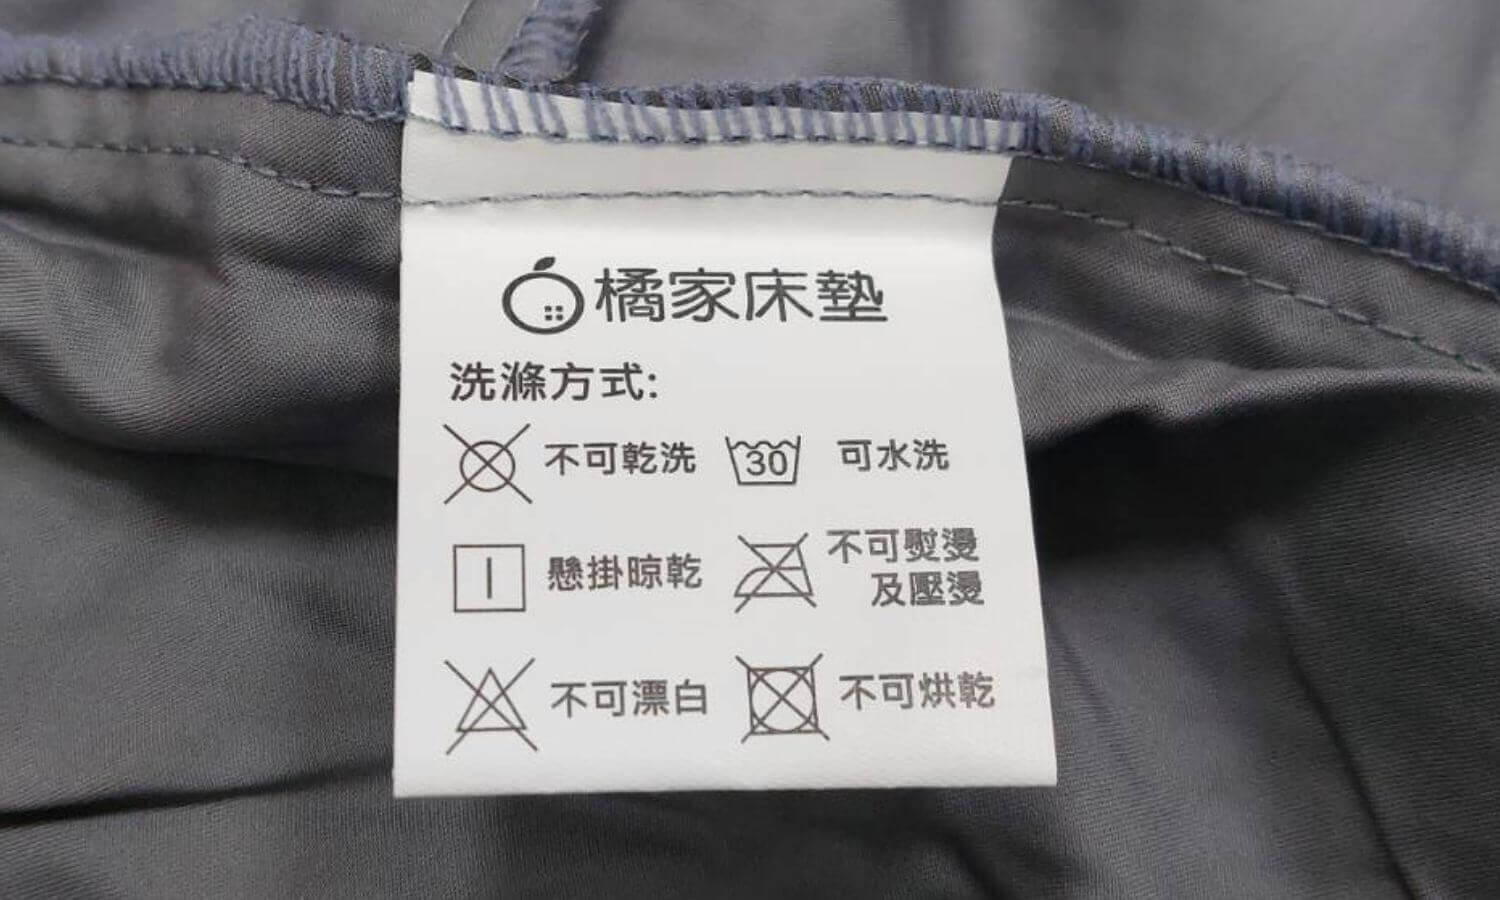 橘家床墊
洗滌方式:
不可乾洗
30 可水洗
懸掛晾乾
不可熨燙
及壓燙
不可漂白
不可烘乾